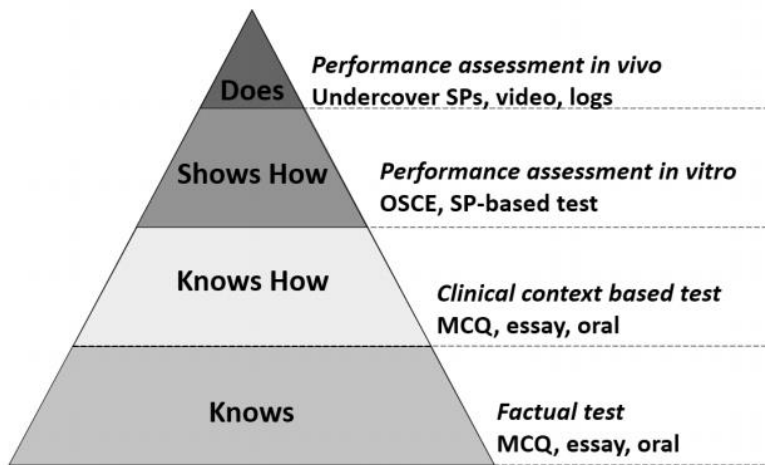 Does
Performance assessment in vivo
Undercover SPs, video, logs
Shows How
Performance assessment in vitro
OSCE, SP-based test
Knows How
Clinical context based test
MCQ, essay, oral
Knows
Factual test
MCQ, essay, oral